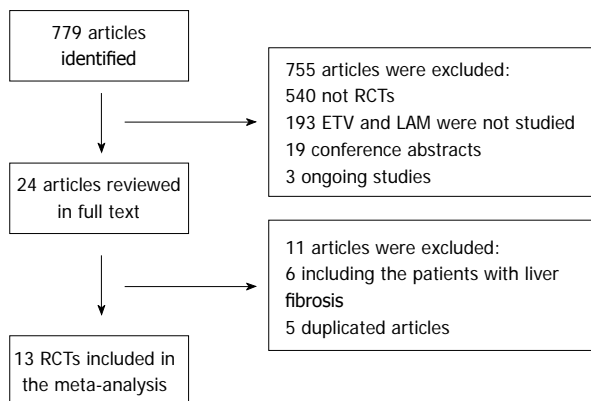 779 articles
identified
755 articles were excluded:
540 not RCTs
193 ETV and LAM were not studied
19 conference abstracts
3 ongoing studies
24 articles reviewed
in full text
11 articles were excluded:
6 including the patients with liver
fibrosis
5 duplicated articles
13 RCTs included in
the meta-analysis